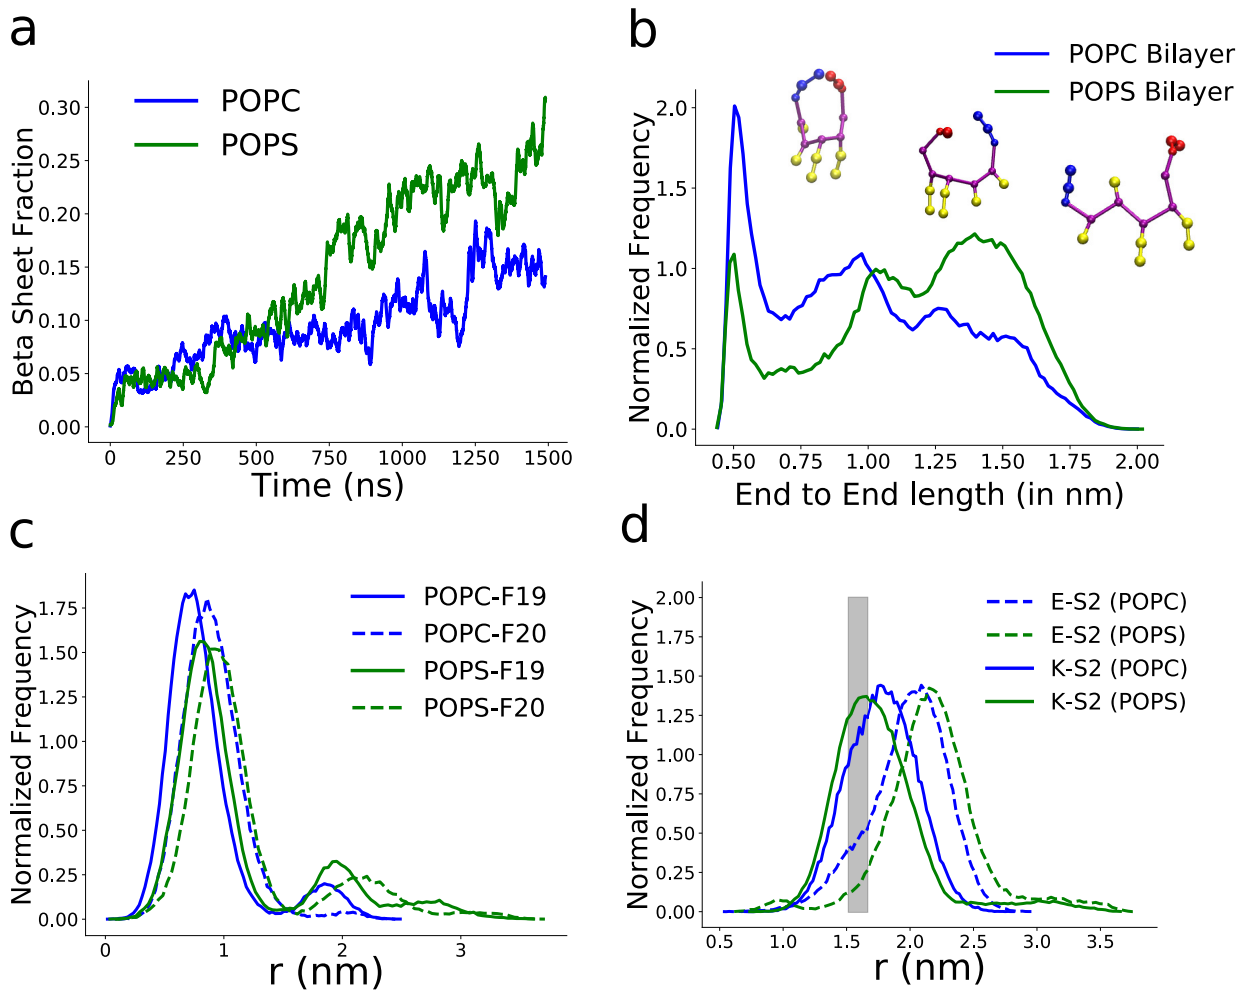 a
POPC
POPS
Beta Sheet Fraction
0.30
0.25
0.20
0.15
0.10
0.05
0.00
0 250 500 750 1000 1250 1500
Time (ns)
b
POPC Bilayer
POPS Bilayer
Normalized Frequency
2.0
1.5
1.0
0.5
0.0
0.50 0.75 1.00 1.25 1.50 1.75 2.00
End to End length (in nm)
c
POPC-F19
POPC-F20
POPS-F19
POPS-F20
Normalized Frequency
1.75
1.50
1.25
1.00
0.75
0.50
0.25
0.00
0 1 2 3
r (nm)
d
E-S2 (POPC)
E-S2 (POPS)
K-S2 (POPC)
K-S2 (POPS)
Normalized Frequency
2.00
1.75
1.50
1.25
1.00
0.75
0.50
0.25
0.00
0.5 1.0 1.5 2.0 2.5 3.0 3.5
r (nm)